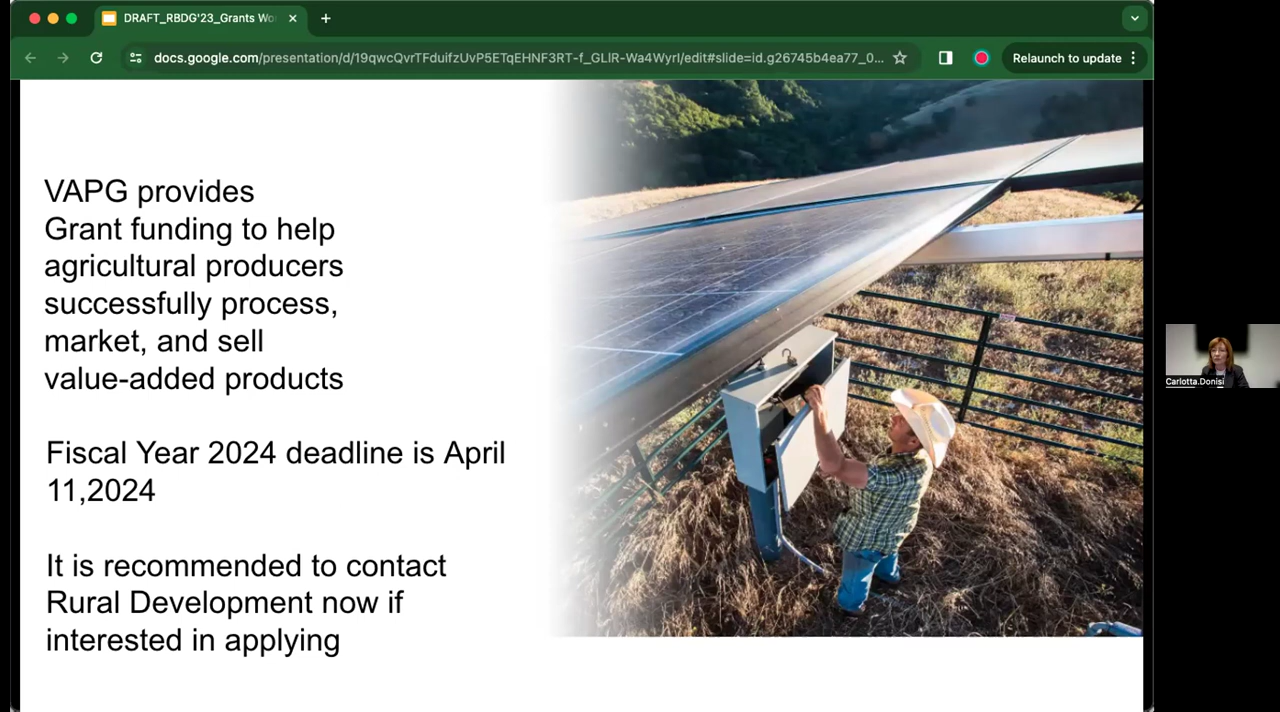 DRAFT_RBDG'23_Grants Wo
docs.google.com/presentation/d/19qwcQvrTFduifzUvP5ETqEHNF3RT-f_GLlR-Wa4WyrI/edit#slide=id.g26745b4ea77_0...
Relaunch to update
VAPG provides
Grant funding to help
agricultural producers
successfully process,
market, and sell
value-added products
Fiscal Year 2024 deadline is April
11,2024
It is recommended to contact
Rural Development now if
interested in applying
Carlotta.Donisi